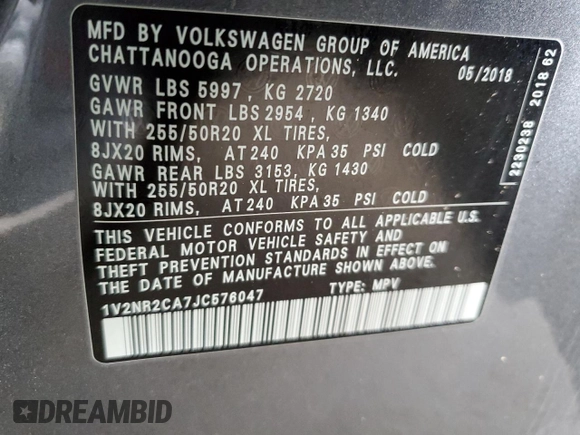 MFD BY VOLKSWAGEN GROUP OF AMERICA
CHATTANOOGA OPERATIONS, LLC. 05/2018
GVWR LBS 5997, KG 2720
GAWR FRONT LBS 2954, KG 1340
WITH 255/50R20 XL TIRES,
8JX20 RIMS, AT 240 KPA 35 PSI COLD
GAWR REAR LBS 3153, KG 1430
WITH 255/50R20 XL TIRES,
8JX20 RIMS, AT 240 KPA 35 PSI COLD
THIS VEHICLE CONFORMS TO ALL APPLICABLE U.S.
FEDERAL MOTOR VEHICLE SAFETY AND
THEFT PREVENTION STANDARDS IN EFFECT ON
THE DATE OF MANUFACTURE SHOWN ABOVE
1V2NR2CA7JC576047 TYPE: MPV
2230238 2018 62
DREAMBID